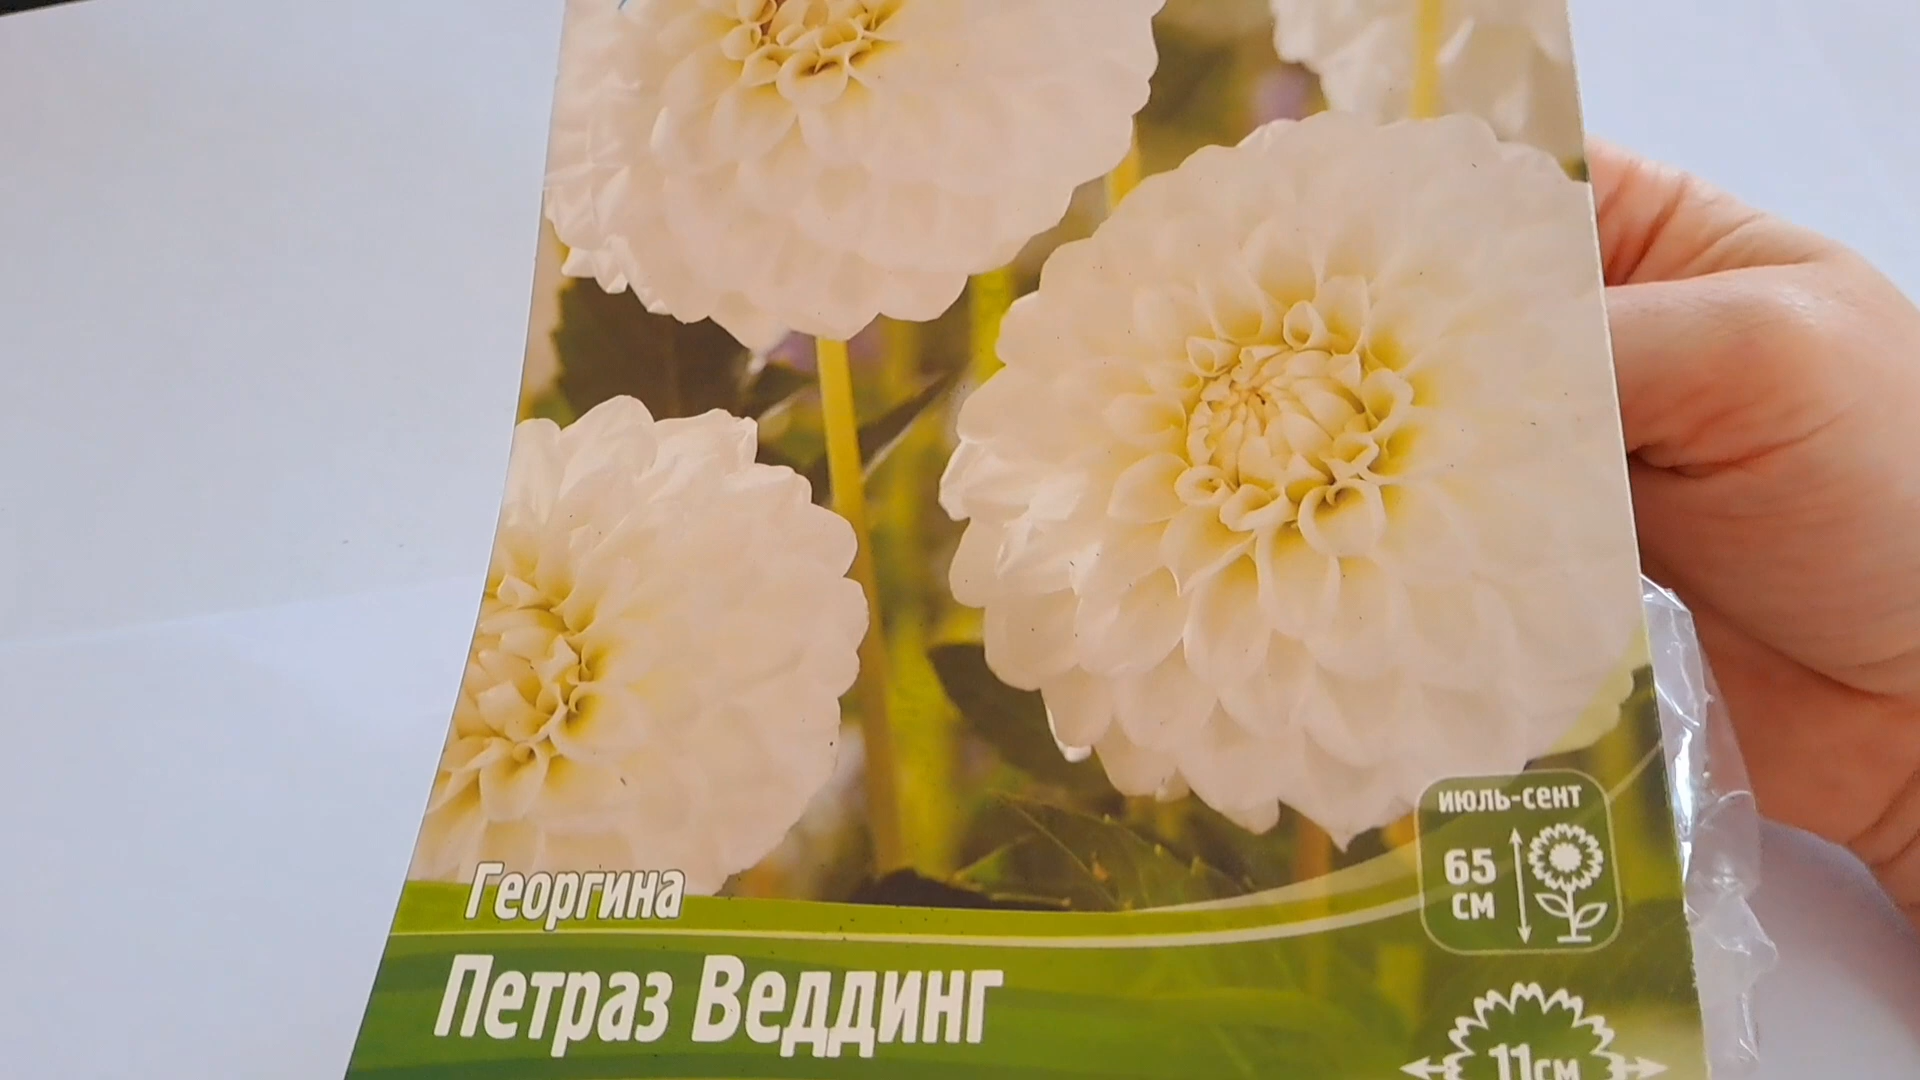 июль-сент
65
см
Георгина
Петраз Веддинг
11см